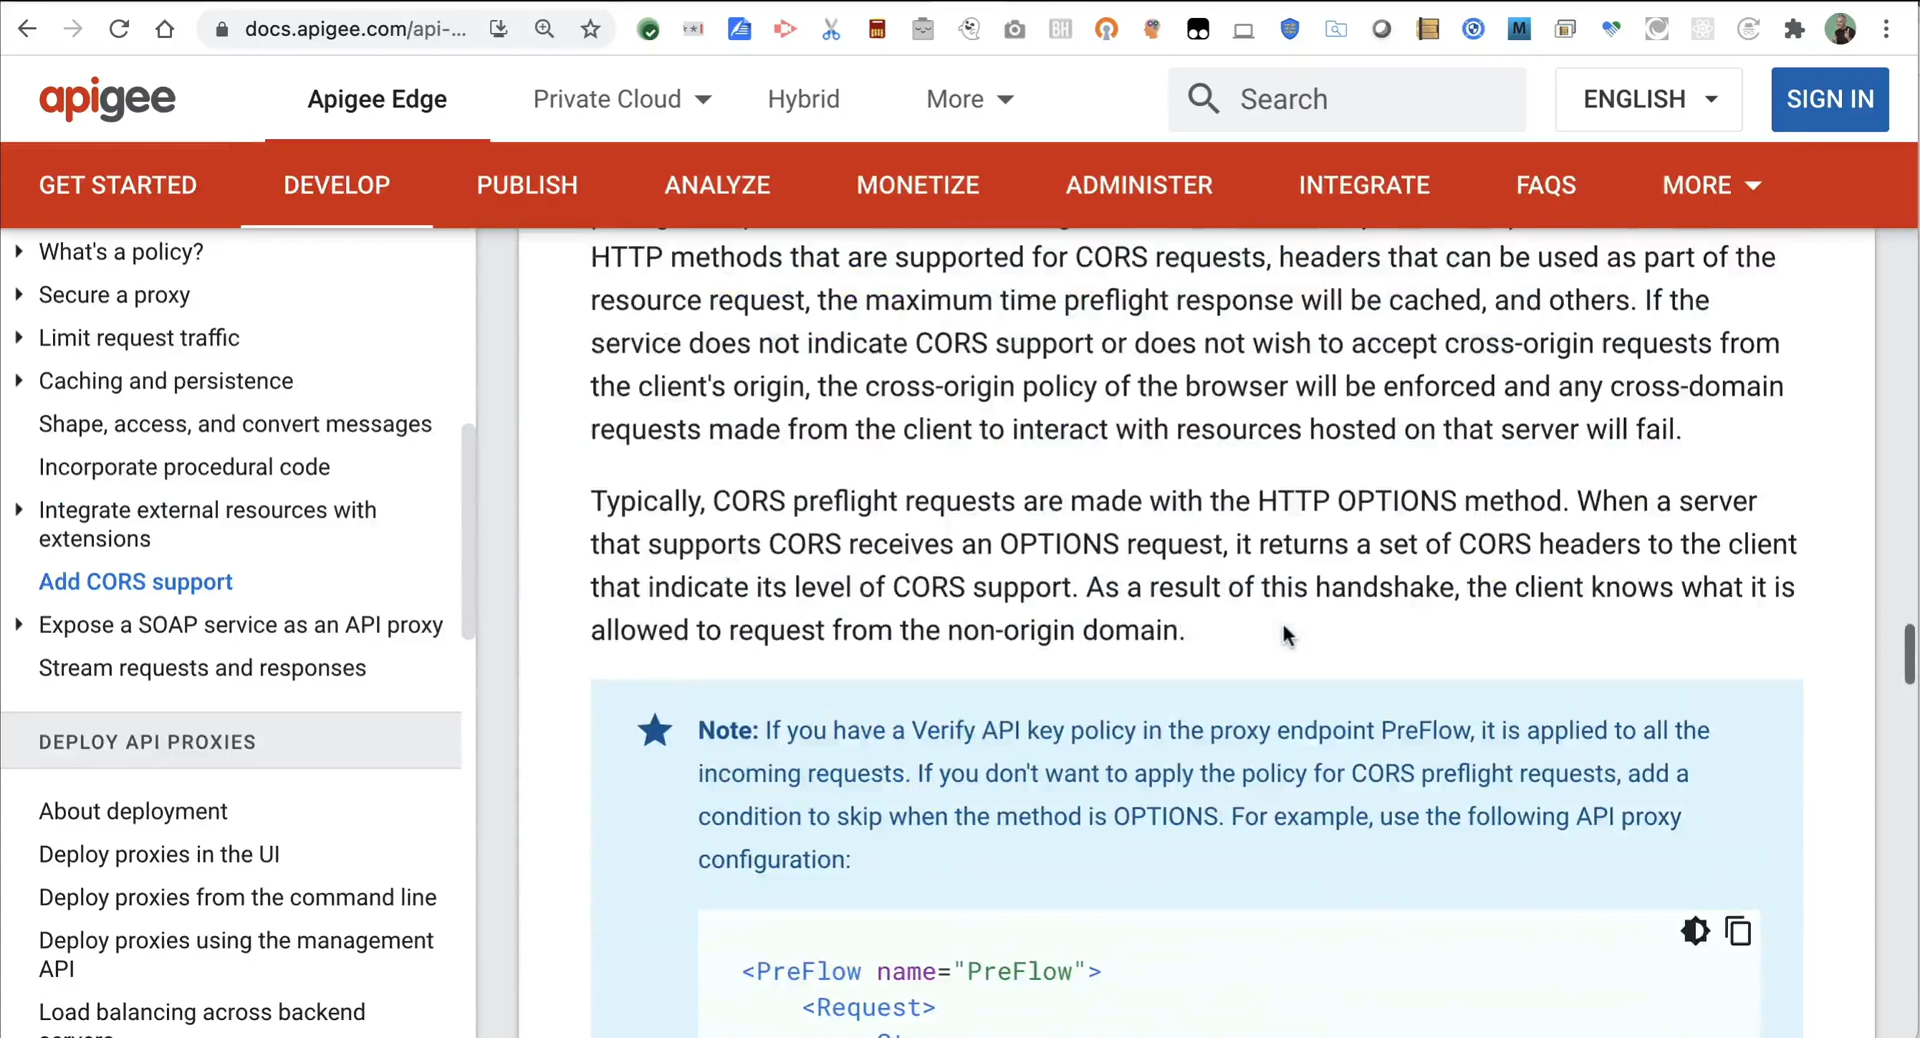 docs.apigee.com/api-...
apigee
Apigee Edge
Private Cloud
Hybrid
More
Search
ENGLISH
SIGN IN
GET STARTED
DEVELOP
PUBLISH
ANALYZE
MONETIZE
ADMINISTER
INTEGRATE
FAQS
MORE
What's a policy?
Secure a proxy
Limit request traffic
Caching and persistence
Shape, access, and convert messages
Incorporate procedural code
Integrate external resources with
extensions
Add CORS support
Expose a SOAP service as an API proxy
Stream requests and responses
DEPLOY API PROXIES
About deployment
Deploy proxies in the UI
Deploy proxies from the command line
Deploy proxies using the management
API
Load balancing across backend
HTTP methods that are supported for CORS requests, headers that can be used as part of the
resource request, the maximum time preflight response will be cached, and others. If the
service does not indicate CORS support or does not wish to accept cross-origin requests from
the client's origin, the cross-origin policy of the browser will be enforced and any cross-domain
requests made from the client to interact with resources hosted on that server will fail.
Typically, CORS preflight requests are made with the HTTP OPTIONS method. When a server
that supports CORS receives an OPTIONS request, it returns a set of CORS headers to the client
that indicate its level of CORS support. As a result of this handshake, the client knows what it is
allowed to request from the non-origin domain.
Note: If you have a Verify API key policy in the proxy endpoint PreFlow, it is applied to all the
incoming requests. If you don't want to apply the policy for CORS preflight requests, add a
condition to skip when the method is OPTIONS. For example, use the following API proxy
configuration:
<PreFlow name="PreFlow">
<Request>